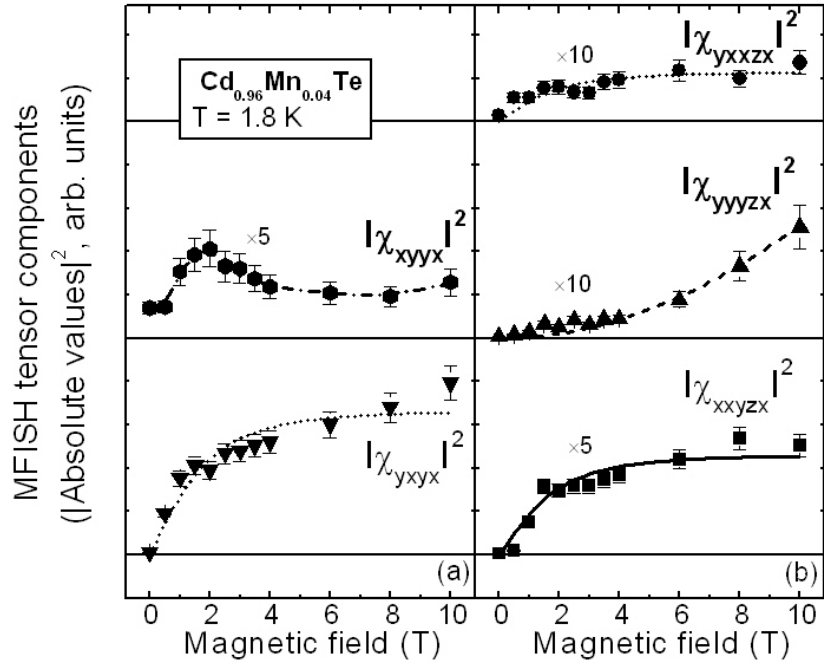 MFISH tensor components
(|Absolute values|², arb. units)
Cd0.96Mn0.04Te
T = 1.8 K
×5
|χxyyx|²
|χyxyx|²
(a)
0 2 4 6 8 10
Magnetic field (T)
×10
|χyxxzx|²
|χyyyzx|²
×10
|χxxyzx|²
×5
(b)
0 2 4 6 8 10
Magnetic field (T)